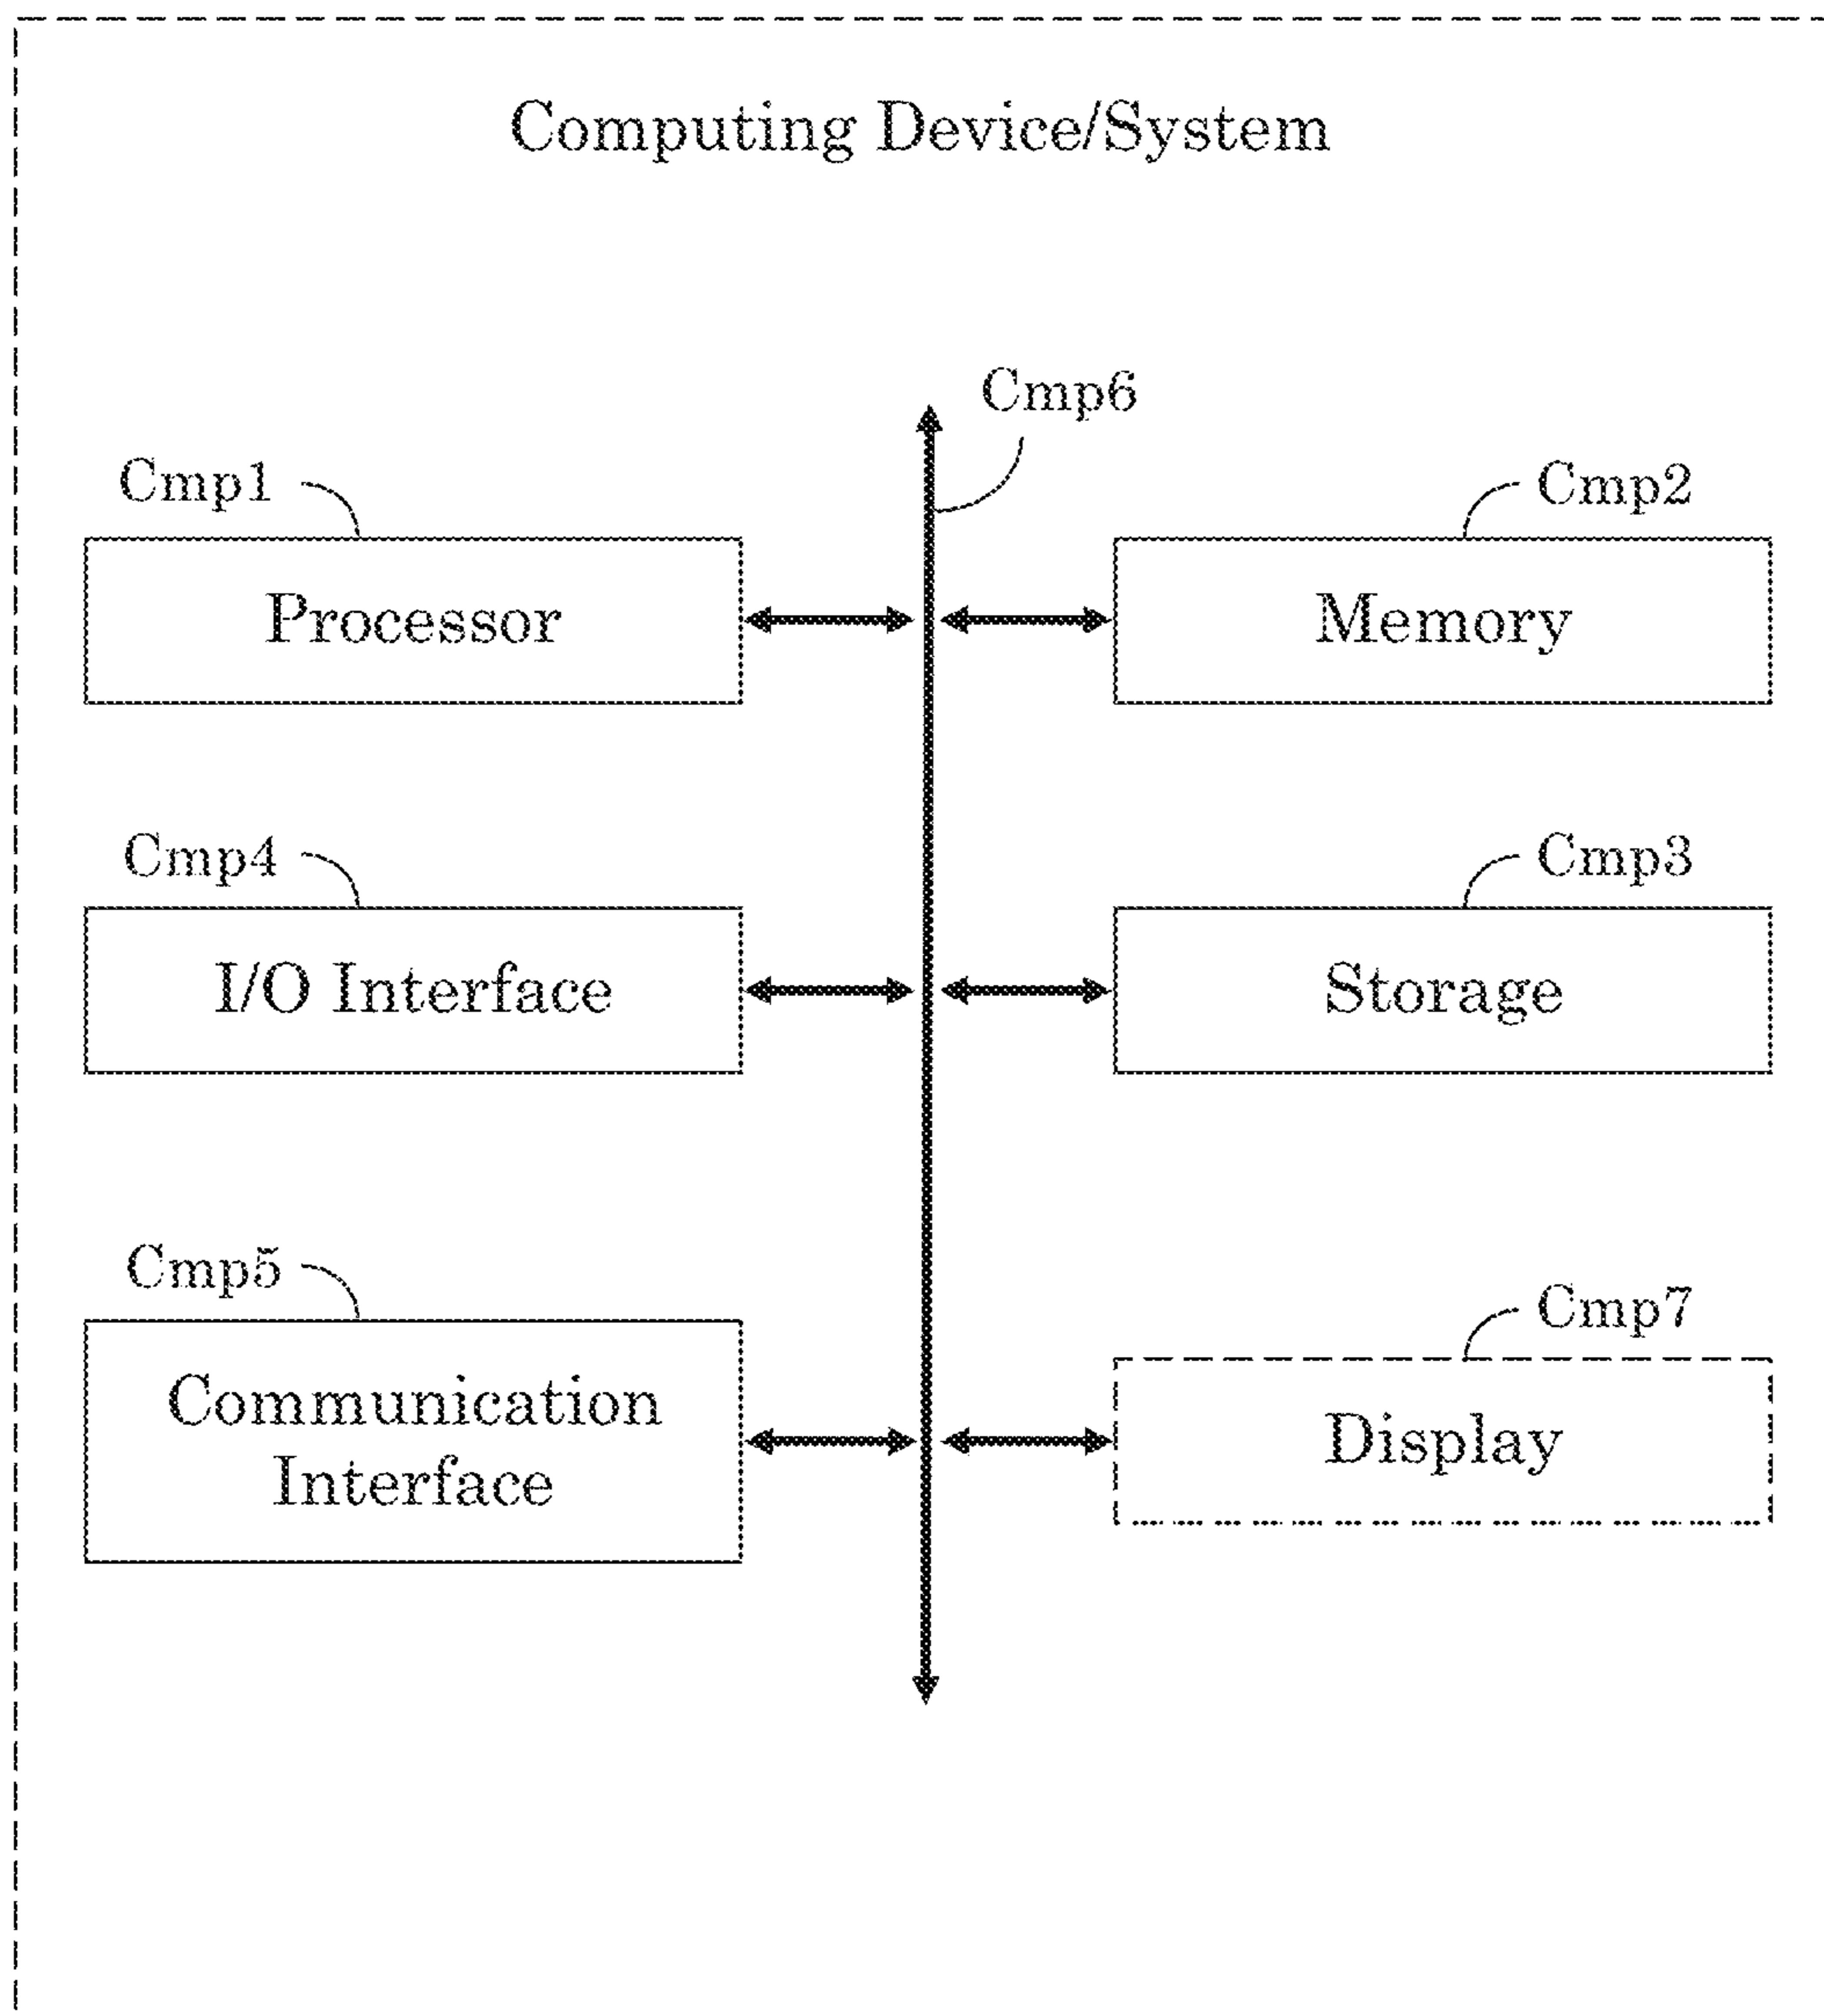 Computing Device/System
Cmp6
Cmp1
Cmp2
Processor
Memory
Cmp4
Cmp3
I/O Interface
Storage
Cmp5
Cmp7
Communication
Interface
Display